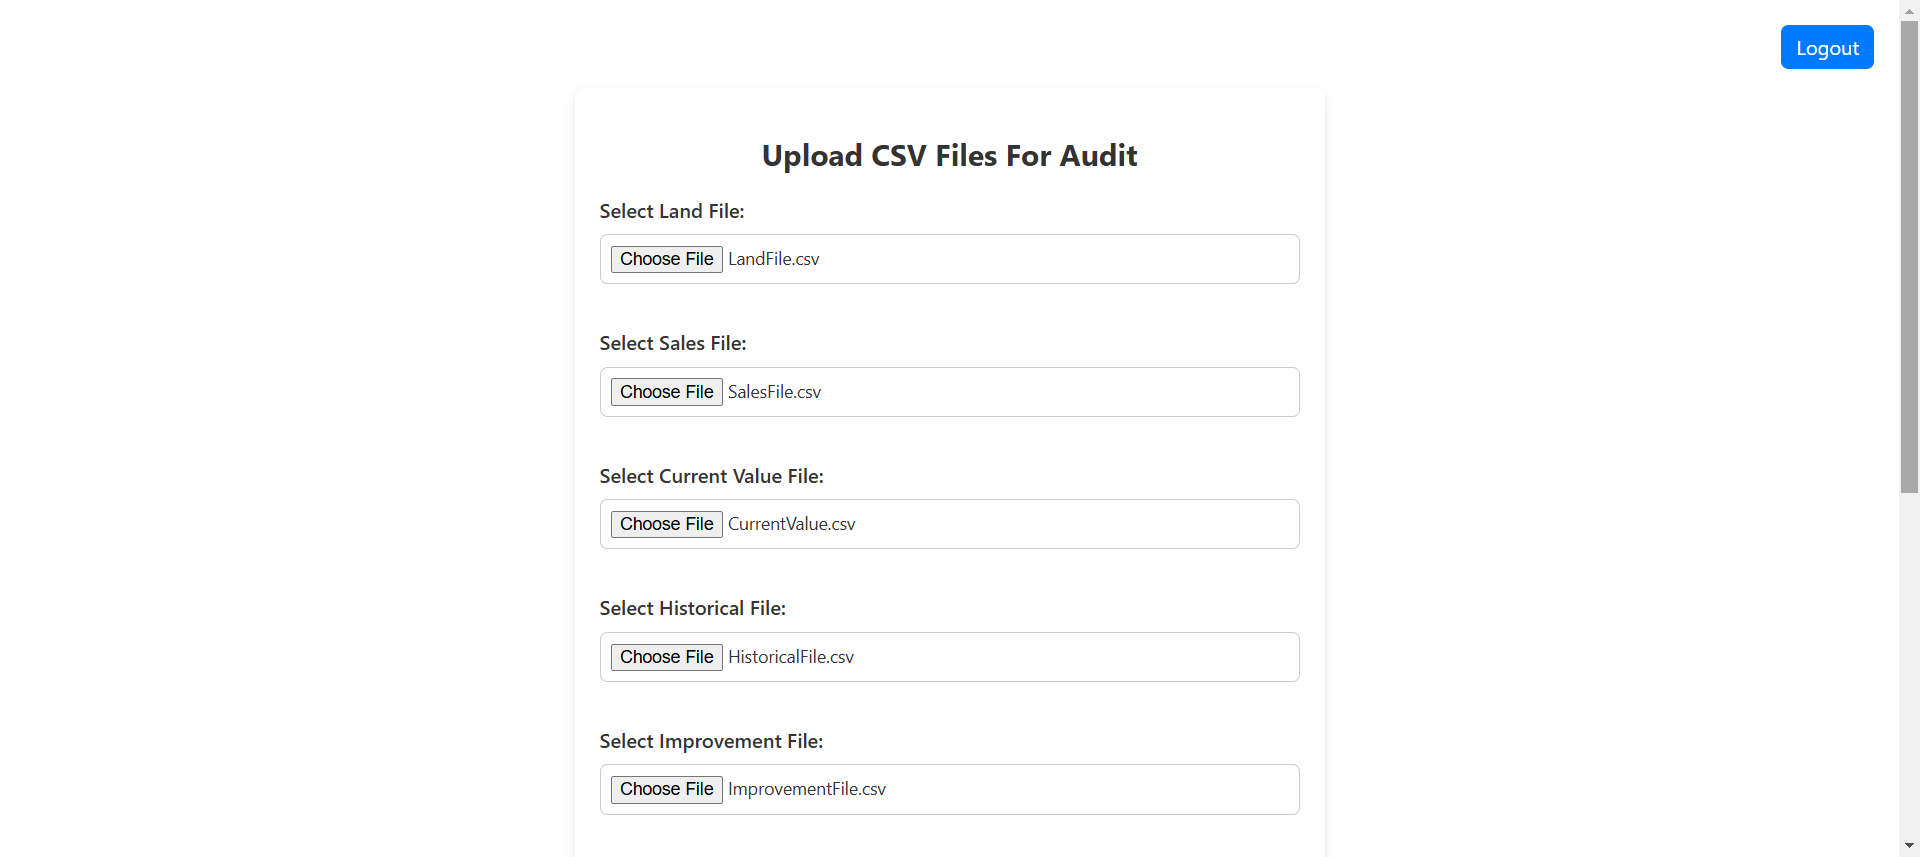 Logout
Upload CSV Files For Audit
Select Land File:
Choose File LandFile.csv
Select Sales File:
Choose File SalesFile.csv
Select Current Value File:
Choose File CurrentValue.csv
Select Historical File:
Choose File HistoricalFile.csv
Select Improvement File:
Choose File ImprovementFile.csv